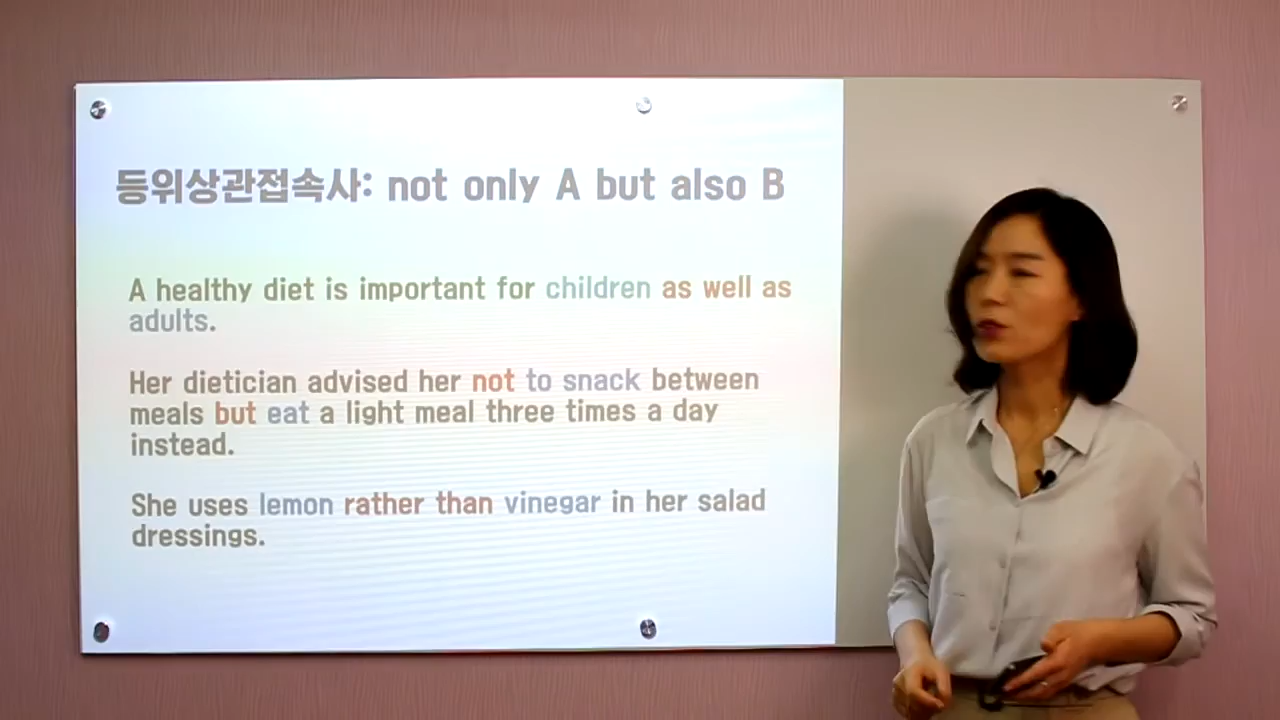 등위상관접속사: not only A but also B
A healthy diet is important for children as well as
adults.
Her dietician advised her not to snack between
meals but eat a light meal three times a day
instead.
She uses lemon rather than vinegar in her salad
dressings.